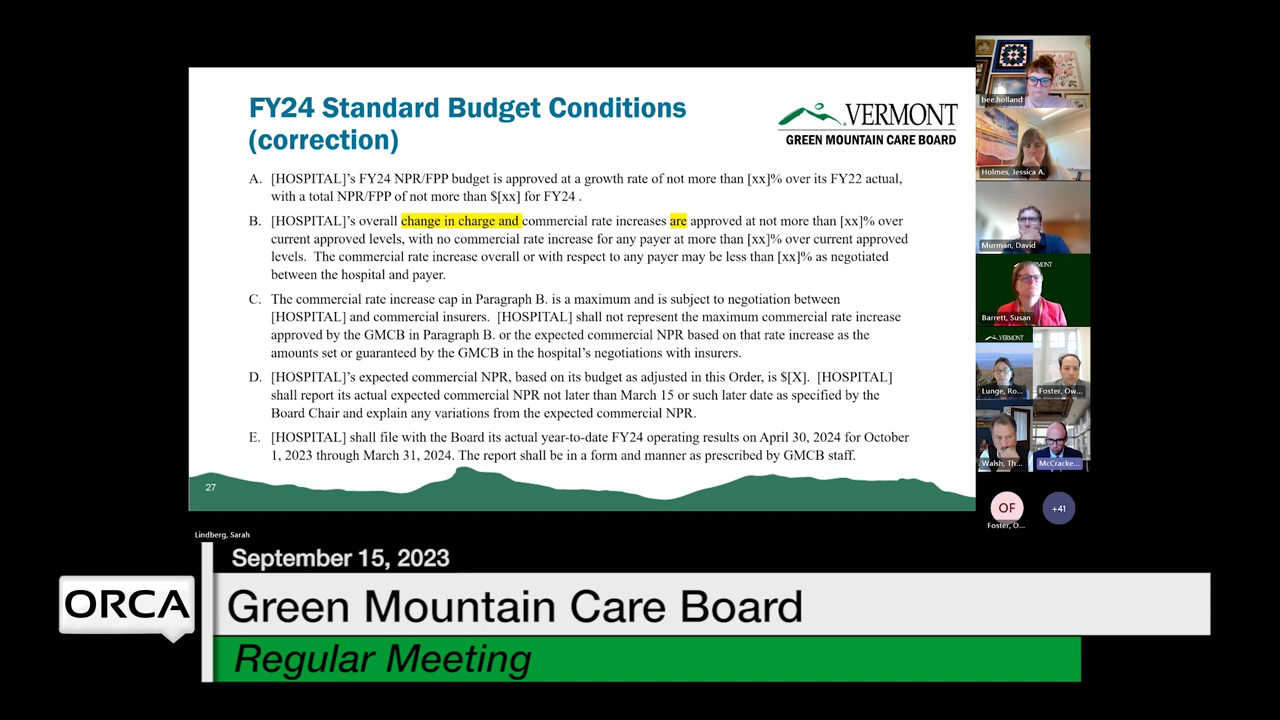 FY24 Standard Budget Conditions
(correction)
VERMONT
GREEN MOUNTAIN CARE BOARD
A. [HOSPITAL]'s FY24 NPR/FPP budget is approved at a growth rate of not more than [xx]% over its FY22 actual,
with a total NPR/FPP of not more than $[xx] for FY24 .
B. [HOSPITAL]'s overall change in charge and commercial rate increases are approved at not more than [xx]% over
current approved levels, with no commercial rate increase for any payer at more than [xx]% over current approved
levels. The commercial rate increase overall or with respect to any payer may be less than [xx]% as negotiated
between the hospital and payer.
C. The commercial rate increase cap in Paragraph B. is a maximum and is subject to negotiation between
[HOSPITAL] and commercial insurers. [HOSPITAL] shall not represent the maximum commercial rate increase
approved by the GMCB in Paragraph B. or the expected commercial NPR based on that rate increase as the
amounts set or guaranteed by the GMCB in the hospital's negotiations with insurers.
D. [HOSPITAL]'s expected commercial NPR, based on its budget as adjusted in this Order, is $[X]. [HOSPITAL]
shall report its actual expected commercial NPR not later than March 15 or such later date as specified by the
Board Chair and explain any variations from the expected commercial NPR.
E. [HOSPITAL] shall file with the Board its actual year-to-date FY24 operating results on April 30, 2024 for October
1, 2023 through March 31, 2024. The report shall be in a form and manner as prescribed by GMCB staff.
27
bee.holland
Holmes, Jessica A.
Murman, David
VERMONT
Barrett, Susan
VERMONT
Lunge, Ro...
Foster, Ow...
Walsh, Th...
McCracke...
OF
+41
Foster, O...
Lindberg, Sarah
September 15, 2023
ORCA
Green Mountain Care Board
Regular Meeting